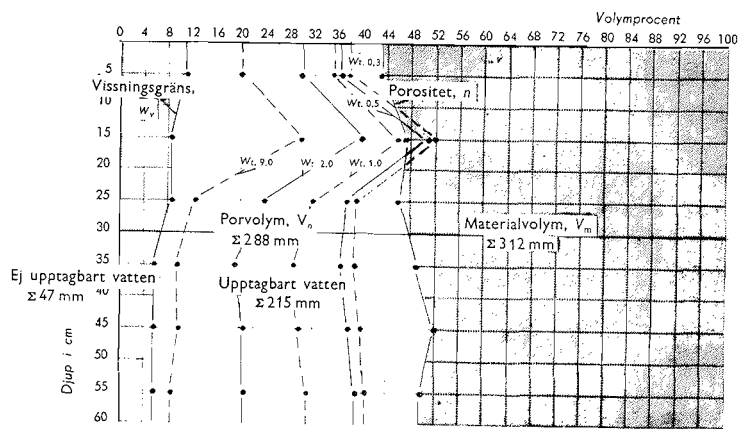 Volymprocent
0 4 8 12 16 20 24 28 32 36 40 44 48 52 56 60 64 68 72 76 80 84 88 92 96 100
Wt. 0,3
5
Vissningsgräns,
Wv
Porositet, n
Wt. 0,5
10
15
Wt. 9,0 Wt. 2,0 Wt. 1,0
20
25
Porvolym, Vn
Σ 288 mm
Materialvolym, Vm
Σ 312 mm
30
35
Ej upptagbart vatten
Σ 47 mm
Upptagbart vatten
Σ 215 mm
40
45
50
55
60
Djup i cm